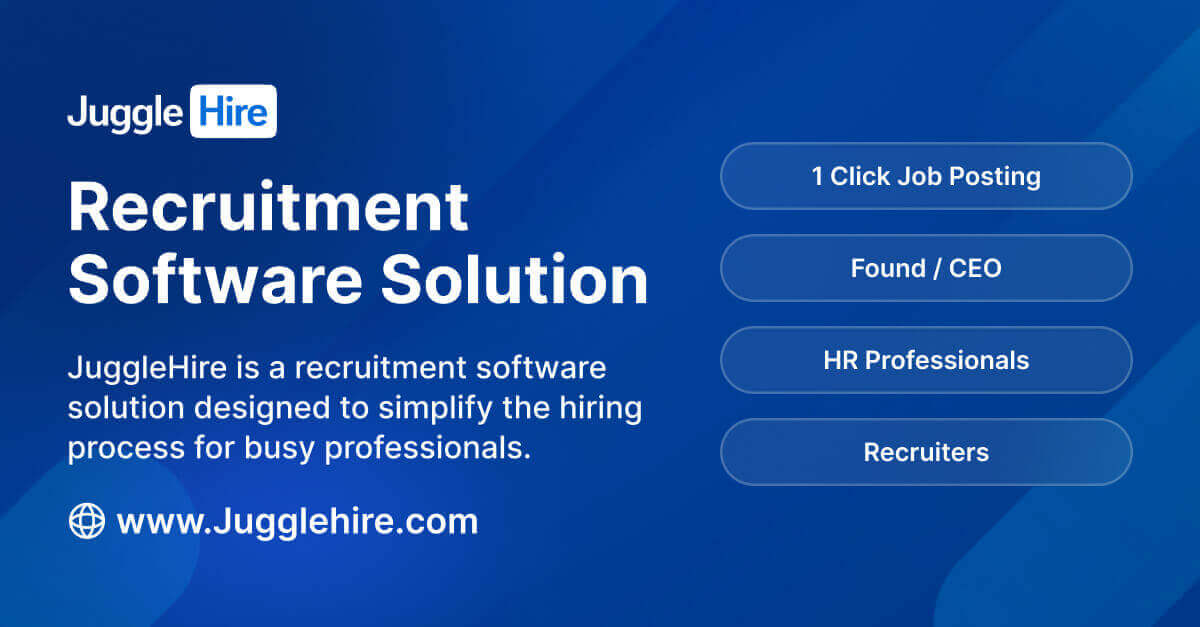 Juggle Hire
Recruitment
Software Solution
JuggleHire is a recruitment software
solution designed to simplify the hiring
process for busy professionals.
www.Jugglehire.com
1 Click Job Posting
Found / CEO
HR Professionals
Recruiters